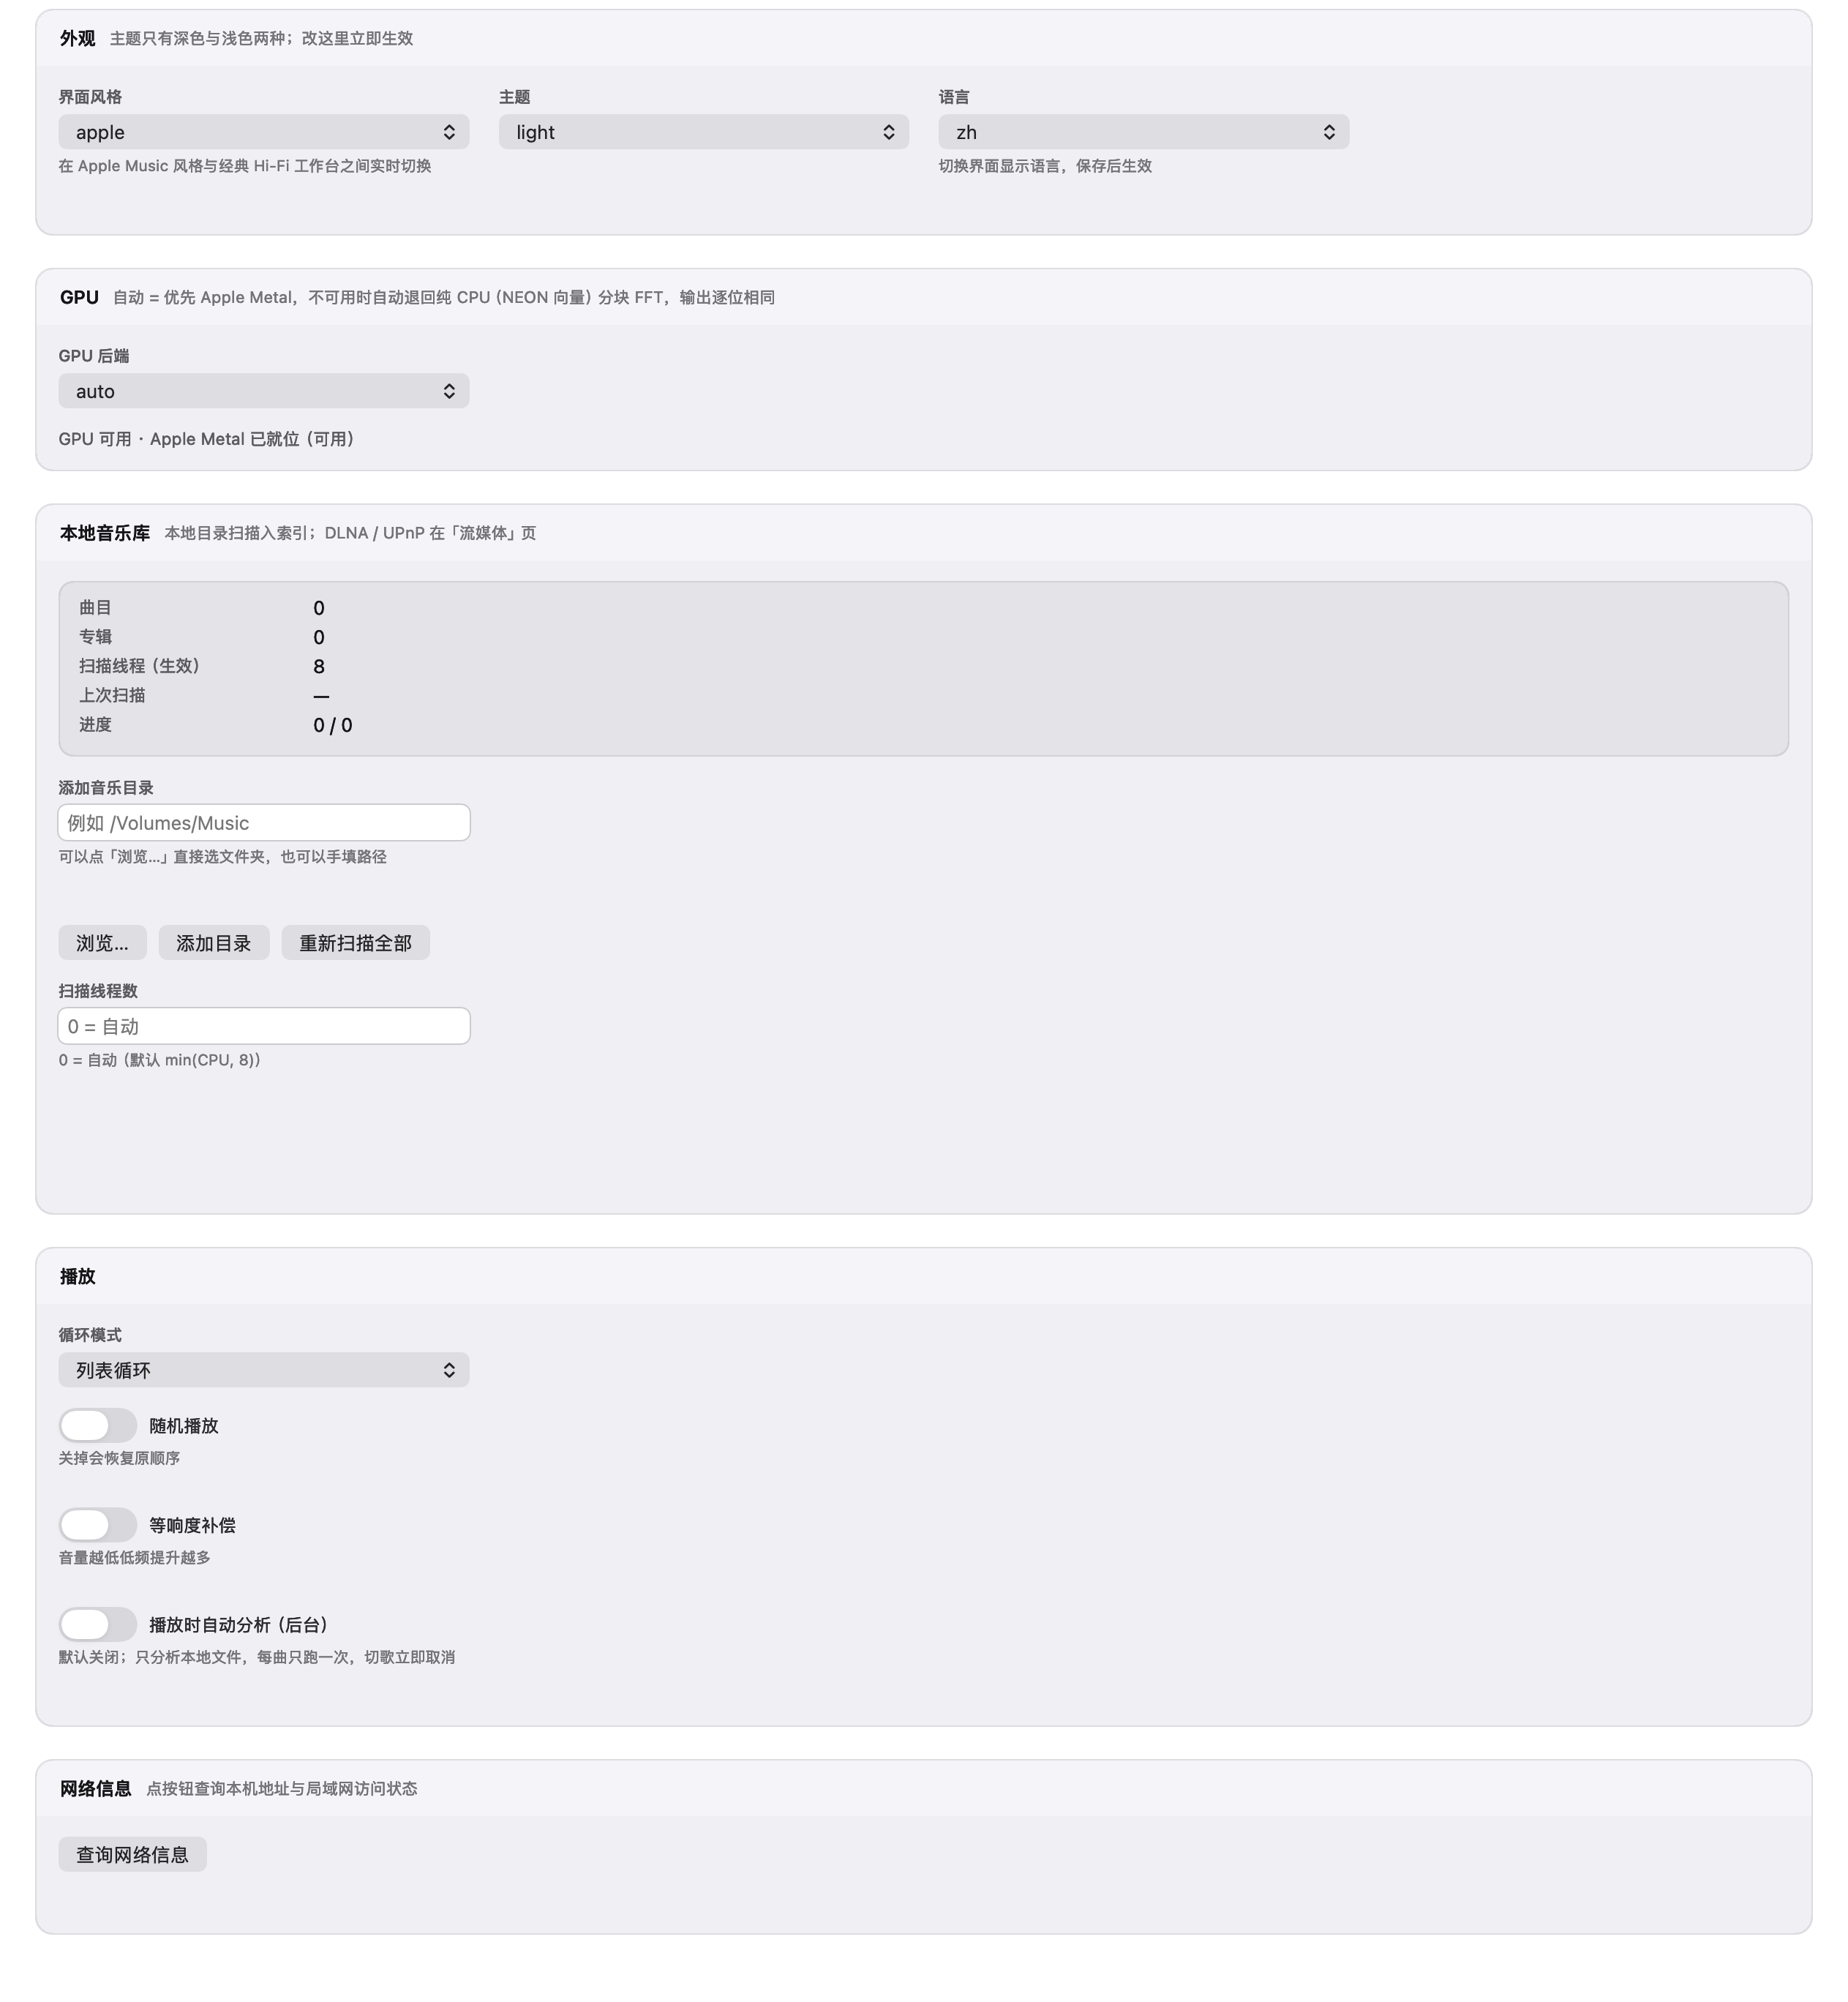 外观 主题只有深色与浅色两种；改这里立即生效
界面风格 主题 语言
apple light zh
在 Apple Music 风格与经典 Hi-Fi 工作台之间实时切换 切换界面显示语言，保存后生效
GPU 自动 = 优先 Apple Metal，不可用时自动退回纯 CPU（NEON 向量）分块 FFT，输出逐位相同
GPU 后端
auto
GPU 可用 · Apple Metal 已就位（可用）
本地音乐库 本地目录扫描入索引；DLNA / UPnP 在「流媒体」页
曲目 0
专辑 0
扫描线程（生效） 8
上次扫描 —
进度 0 / 0
添加音乐目录
例如 /Volumes/Music
可以点「浏览…」直接选文件夹，也可以手填路径
浏览… 添加目录 重新扫描全部
扫描线程数
0 = 自动
0 = 自动（默认 min(CPU, 8)）
播放
循环模式
列表循环
随机播放
关掉会恢复原顺序
等响度补偿
音量越低低频提升越多
播放时自动分析（后台）
默认关闭；只分析本地文件，每曲只跑一次，切歌立即取消
网络信息 点按钮查询本机地址与局域网访问状态
查询网络信息